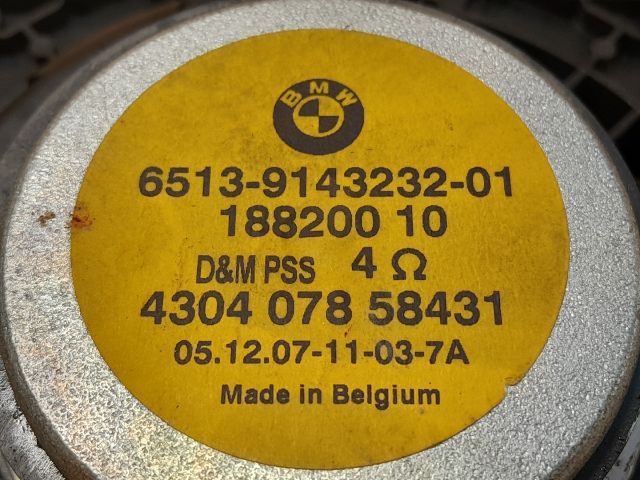 BMW
6513-9143232-01
188200 10
D&M PSS 4 Ω
4304 078 58431
05.12.07-11-03-7A
Made in Belgium